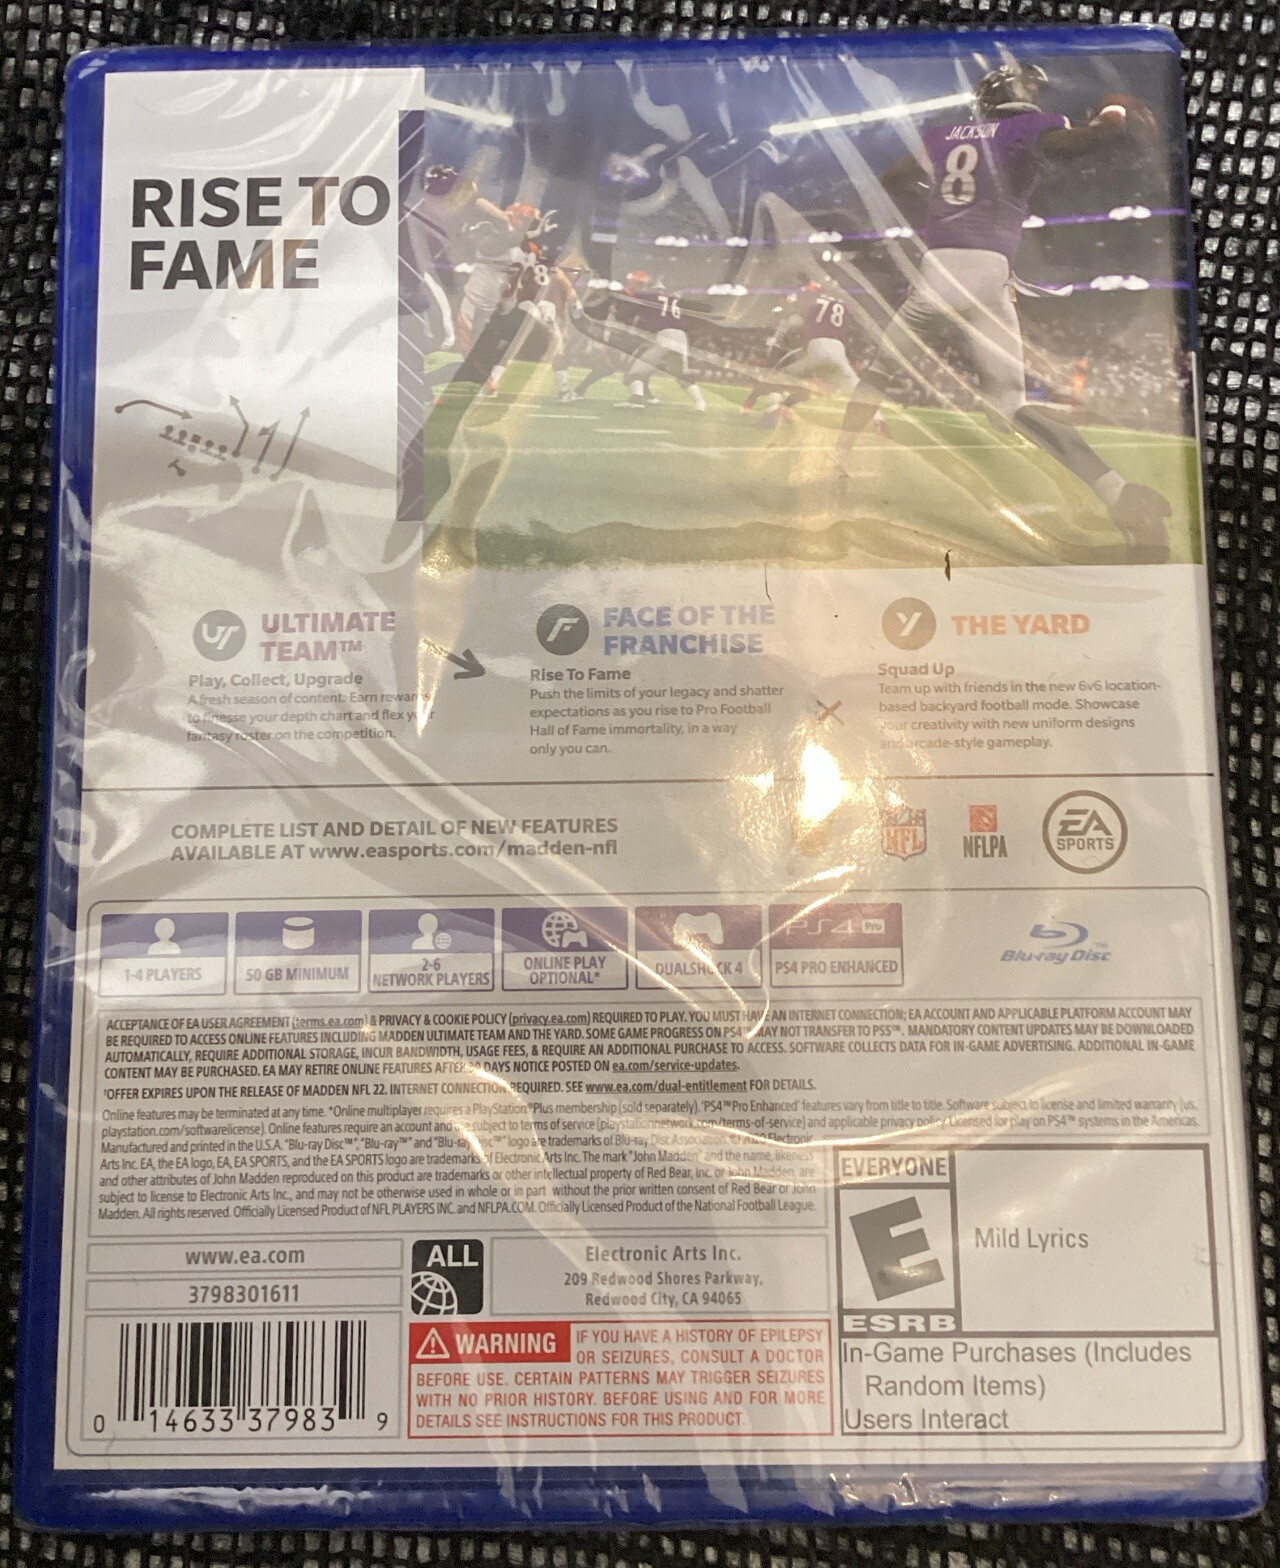 RISE TO
FAME
JACKSON
8
76
78
UT ULTIMATE
TEAM™
Play, Collect, Upgrade
A fresh season of content. Earn rewards
to finesse your depth chart and flex your
fantasy roster on the competition.
F FACE OF THE
FRANCHISE
Rise To Fame
Push the limits of your legacy and shatter
expectations as you rise to Pro Football
Hall of Fame immortality, in a way
only you can.
Y THE YARD
Squad Up
Team up with friends in the new 6v6 location-
based backyard football mode. Showcase
your creativity with new uniform designs
and arcade-style gameplay.
COMPLETE LIST AND DETAIL OF NEW FEATURES
AVAILABLE AT www.easports.com/madden-nfl
NFL
NFLPA
EA
SPORTS
1-4 PLAYERS
50 GB MINIMUM
2-6
NETWORK PLAYERS
ONLINE PLAY
OPTIONAL*
DUALSHOCK 4
PS4 Pro
PS4 PRO ENHANCED
Blu-ray Disc™
ACCEPTANCE OF EA USER AGREEMENT (terms.ea.com) & PRIVACY & COOKIE POLICY (privacy.ea.com) REQUIRED TO PLAY. YOU MUST HAVE AN INTERNET CONNECTION; EA ACCOUNT AND APPLICABLE PLATFORM ACCOUNT MAY
BE REQUIRED TO ACCESS ONLINE FEATURES INCLUDING MADDEN ULTIMATE TEAM AND THE YARD. SOME GAME PROGRESS ON PS4™ MAY NOT TRANSFER TO PS5™. MANDATORY CONTENT UPDATES MAY BE DOWNLOADED
AUTOMATICALLY, REQUIRE ADDITIONAL STORAGE, INCUR BANDWIDTH, USAGE FEES, & REQUIRE AN ADDITIONAL PURCHASE TO ACCESS. SOFTWARE COLLECTS DATA FOR IN-GAME ADVERTISING. ADDITIONAL IN-GAME
CONTENT MAY BE PURCHASED. EA MAY RETIRE ONLINE FEATURES AFTER 30 DAYS NOTICE POSTED ON ea.com/service-updates.
†OFFER EXPIRES UPON THE RELEASE OF MADDEN NFL 22. INTERNET CONNECTION REQUIRED. SEE www.ea.com/dual-entitlement FOR DETAILS.
Online features may be terminated at any time. *Online multiplayer requires a PlayStation®Plus membership (sold separately). 'PS4™Pro Enhanced' features vary from title to title. Software subject to license and limited warranty (us.
playstation.com/softwarelicense). Online features require an account and are subject to terms of service (playstationnetwork.com/terms-of-service) and applicable privacy policy. Licensed for play on PS4™ systems in the Americas.
Manufactured and printed in the U.S.A. "Blu-ray Disc™", "Blu-ray™" and "Blu-ray Disc™" logo are trademarks of Blu-ray Disc Association. © Electronic
Arts Inc. EA, the EA logo, EA, EA SPORTS, and the EA SPORTS logo are trademarks of Electronic Arts Inc. The mark "John Madden" and the name, likeness
and other attributes of John Madden reproduced on this product are trademarks or other intellectual property of Red Bear, Inc. or John Madden, are
subject to license to Electronic Arts Inc., and may not be otherwise used in whole or in part without the prior written consent of Red Bear or John
Madden. All rights reserved. Officially Licensed Product of NFL PLAYERS INC. and NFLPA.COM. Officially Licensed Product of the National Football League.
www.ea.com
3798301611
ALL
Electronic Arts Inc.
209 Redwood Shores Parkway,
Redwood City, CA 94065
0 14633 37983 9
WARNING IF YOU HAVE A HISTORY OF EPILEPSY
OR SEIZURES, CONSULT A DOCTOR
BEFORE USE. CERTAIN PATTERNS MAY TRIGGER SEIZURES
WITH NO PRIOR HISTORY. BEFORE USING AND FOR MORE
DETAILS SEE INSTRUCTIONS FOR THIS PRODUCT.
EVERYONE
E
ESRB
Mild Lyrics
In-Game Purchases (Includes
Random Items)
Users Interact